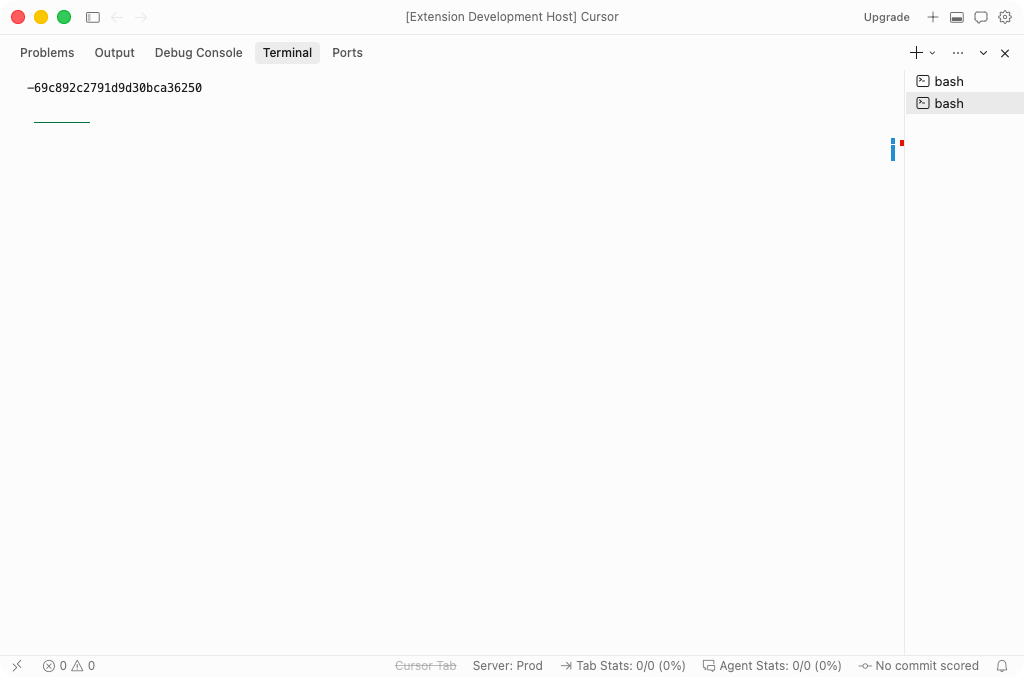 [Extension Development Host] Cursor
Upgrade
Problems
Output
Debug Console
Terminal
Ports
−69c892c2791d9d30bca36250
bash
bash
0
0
Cursor Tab
Server: Prod
Tab Stats: 0/0 (0%)
Agent Stats: 0/0 (0%)
No commit scored